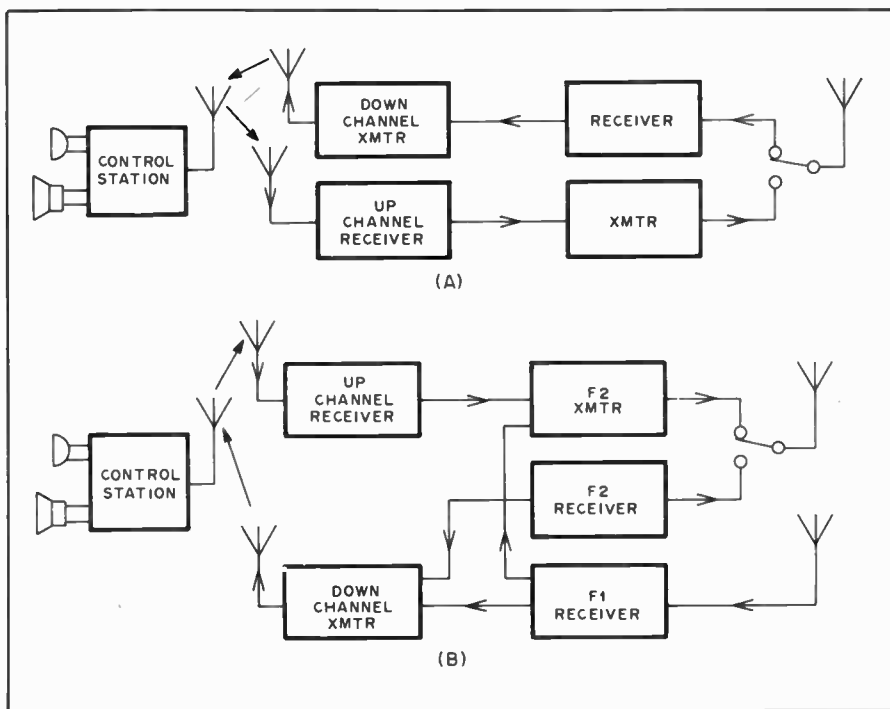 CONTROL
STATION
DOWN
CHANNEL
XMTR
RECEIVER
UP
CHANNEL
RECEIVER
XMTR
(A)
CONTROL
STATION
UP
CHANNEL
RECEIVER
F2
XMTR
F2
RECEIVER
DOWN
CHANNEL
XMTR
F1
RECEIVER
(B)